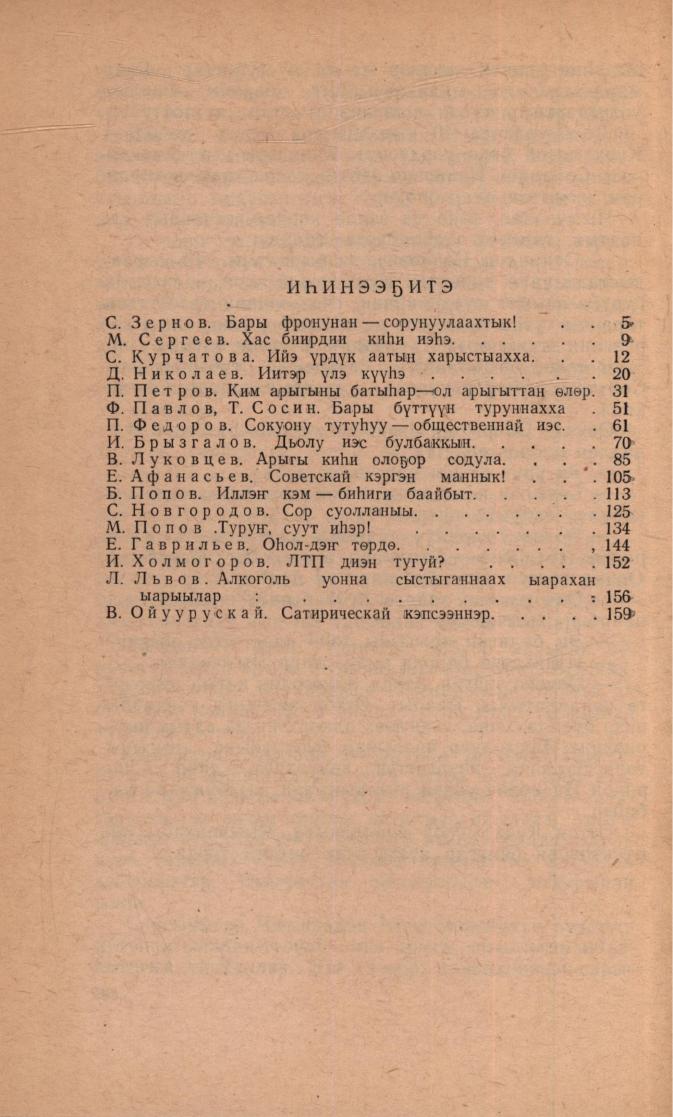 ИҺИНЭЭҔИТЭ
С. Зернов. Бары фронунан — сорунуулаахтык! . . 5
М. Сергеев. Хас биирдии киһи иэһэ. . . . . . 9
С. Курчатова. Ийэ үрдүк аатын харыстыахха. . . 12
Д. Николаев. Иитэр үлэ күүһэ . . . . . . 20
П. Петров. Ким арыгыны батыһар—ол арыгыттан өлөр. 31
Ф. Павлов, Т. Сосин. Бары бүттүүн туруннахха . 51
П. Федоров. Сокуону тутуһуу — общественнай иэс. . 61
И. Брызгалов. Дьолу иэс булбаккын. . . . . 70
В. Луковцев. Арыгы киһи олоҕор содула. . . . 85
Е. Афанасьев. Советскай кэргэн маннык! . . . 105
Б. Попов. Иллэҥ кэм — биһиги баайбыт. . . . . 113
С. Новгородов. Сор суолланыы. . . . . . . 125
М. Попов .Туруҥ, суут иһэр! . . . . . . . 134
Е. Гаврильев. Оһол-дэҥ төрдө. . . . . . . , 144
И. Холмогоров. ЛТП диэн тугуй? . . . . . 152
Л. Львов. Алкоголь уонна сыстыганнаах ыарахан
ыарыылар : . . . . . . . . . . : 156
В. Ойуурускай. Сатирическай кэпсээннэр. . . . . 159